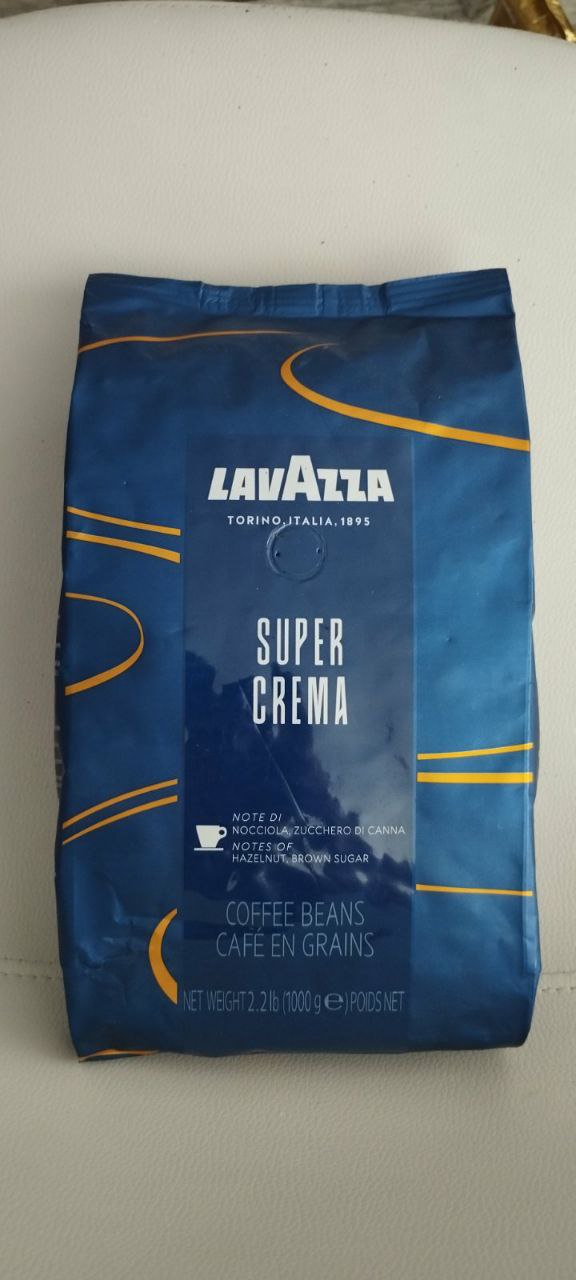 LAVAZZA
TORINO, ITALIA, 1895
SUPER
CREMA
NOTE DI
NOCCIOLA, ZUCCHERO DI CANNA
NOTES OF
HAZELNUT, BROWN SUGAR
COFFEE BEANS
CAFÉ EN GRAINS
NET WEIGHT 2.2 lb (1000 g ℮) POIDS NET